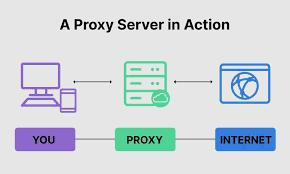 A Proxy Server in Action
YOU
PROXY
INTERNET